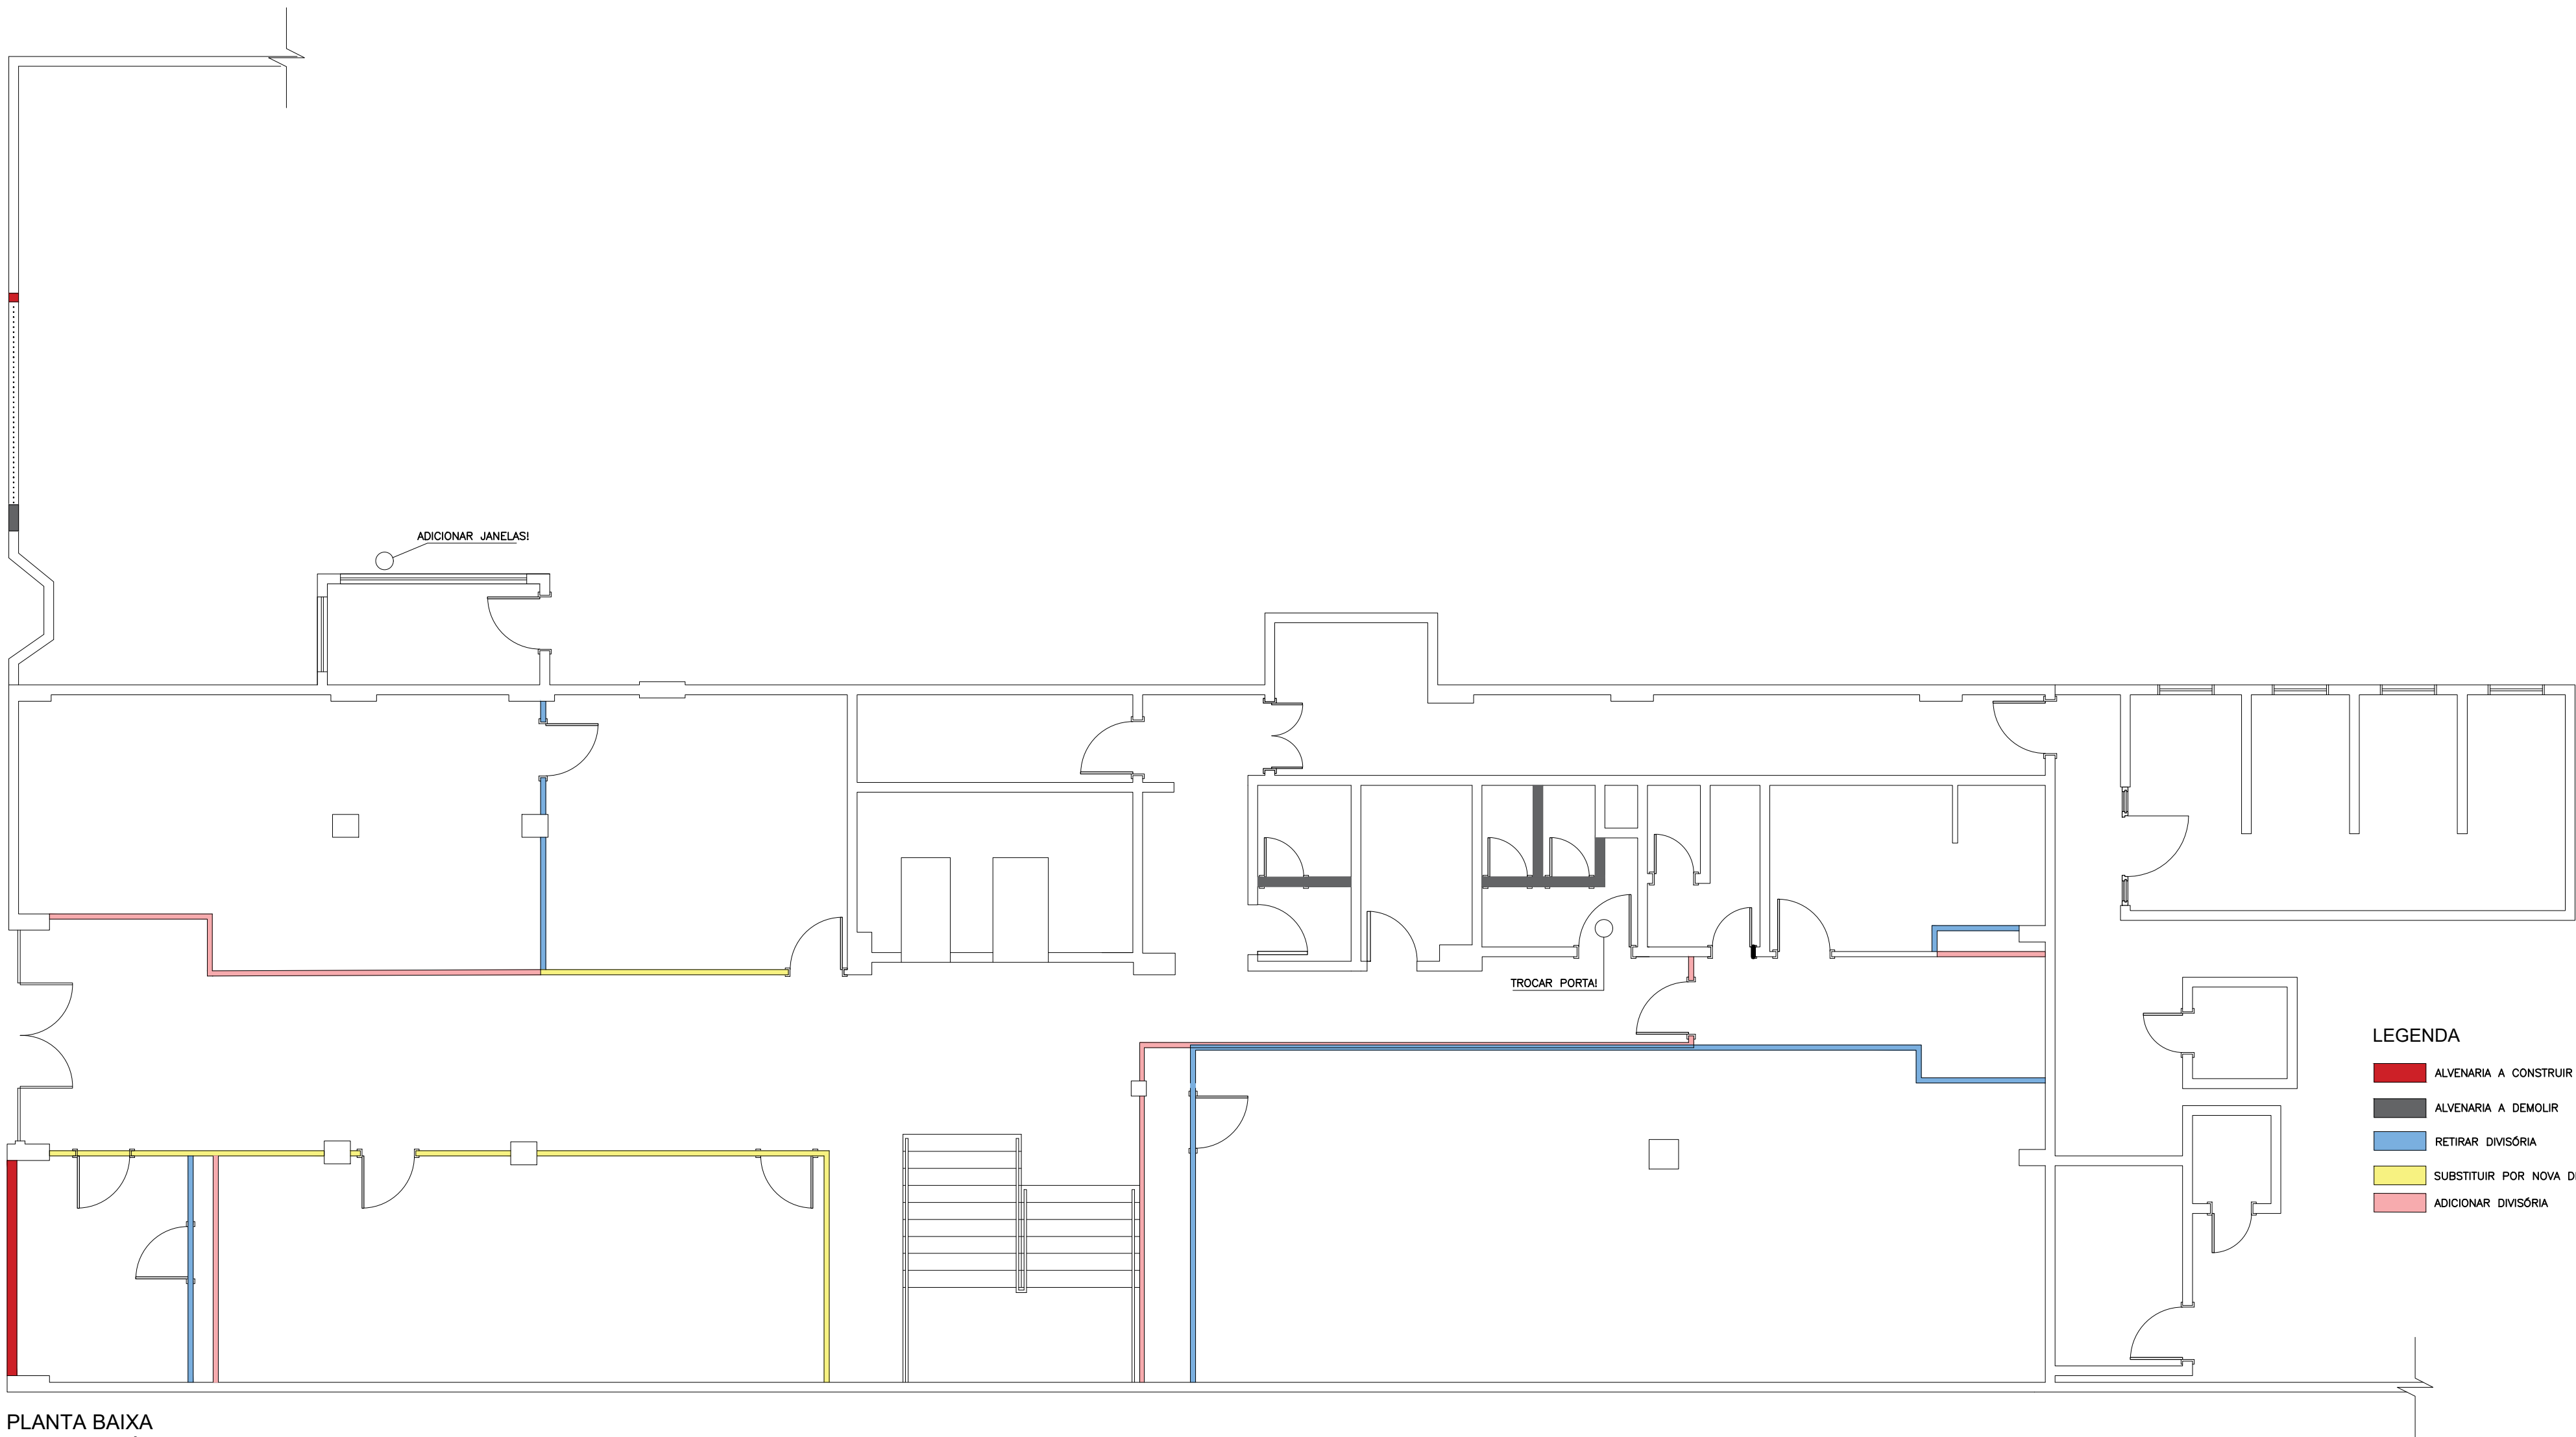 ADICIONAR JANELAS!
TROCAR PORTA!
LEGENDA
ALVENARIA A CONSTRUIR
ALVENARIA A DEMOLIR
RETIRAR DIVISÓRIA
SUBSTITUIR POR NOVA
ADICIONAR DIVISÓRIA
PLANTA BAIXA